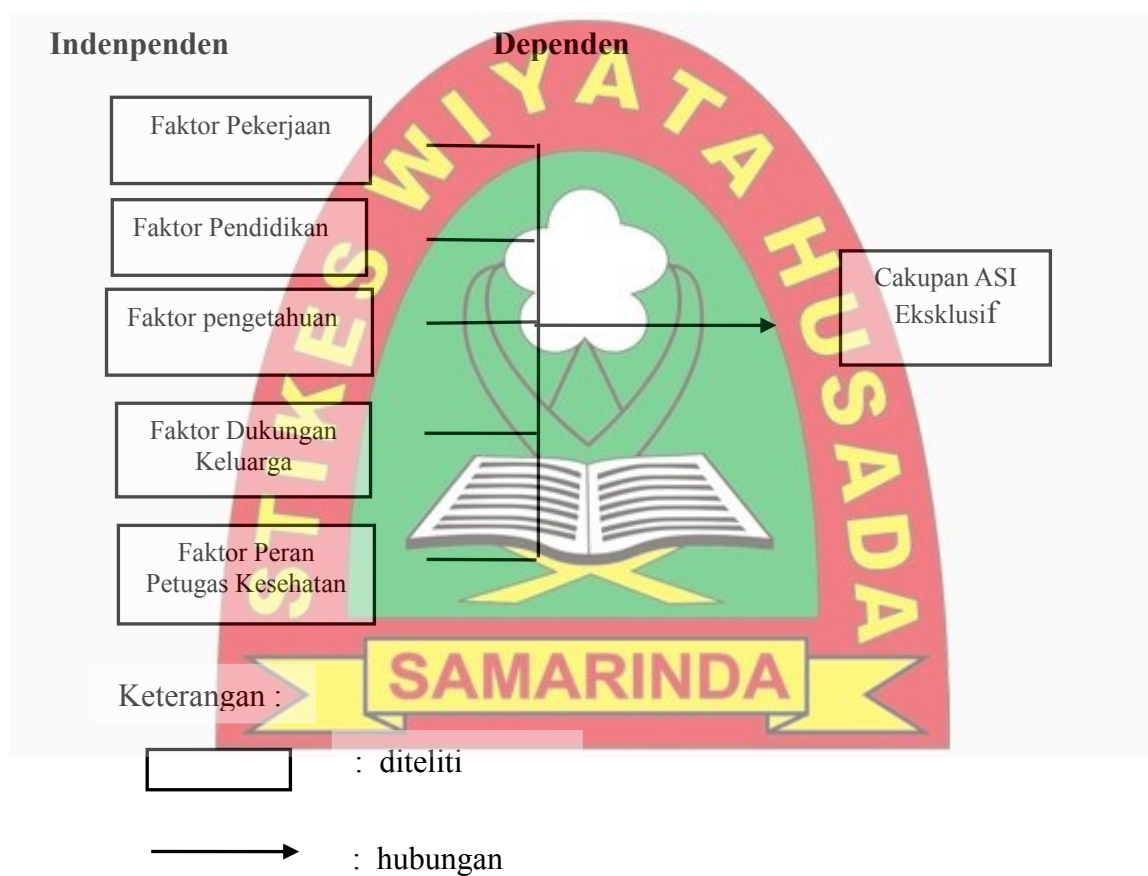 Indenpenden
Dependen
Faktor Pekerjaan
Faktor Pendidikan
Faktor pengetahuan
Faktor Dukungan
Keluarga
Faktor Peran
Petugas Kesehatan
Cakupan ASI
Eksklusif
STIKES WIYATA HUSADA
SAMARINDA
Keterangan :
: diteliti
: hubungan